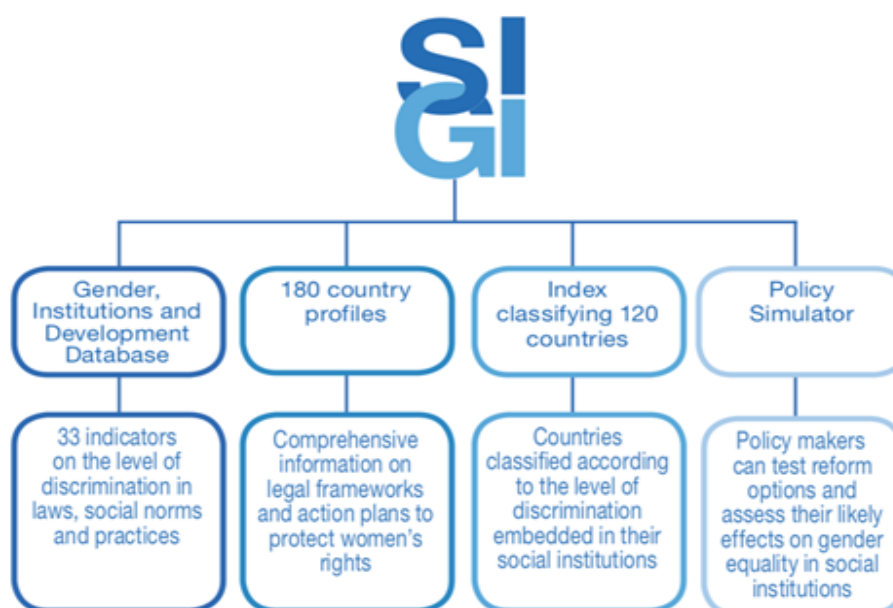 SI
GI
Gender,
Institutions and
Development
Database
180 country
profiles
Index
classifying 120
countries
Policy
Simulator
33 indicators
on the level of
discrimination in
laws, social norms
and practices
Comprehensive
information on
legal frameworks
and action plans to
protect women's
rights
Countries
classified according
to the level of
discrimination
embedded in their
social institutions
Policy makers
can test reform
options and
assess their likely
effects on gender
equality in social
institutions